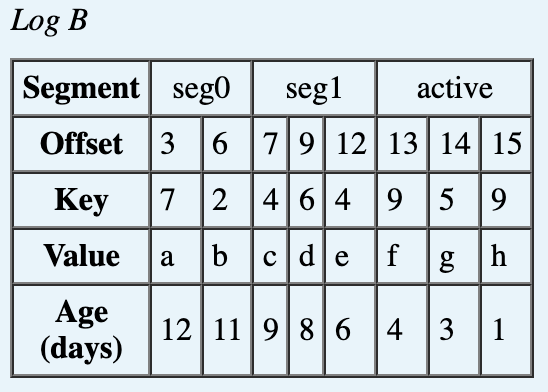 Log B
Segment seg0 seg1 active
Offset 3 6 7 9 12 13 14 15
Key 7 2 4 6 4 9 5 9
Value a b c d e f g h
Age
(days) 12 11 9 8 6 4 3 1